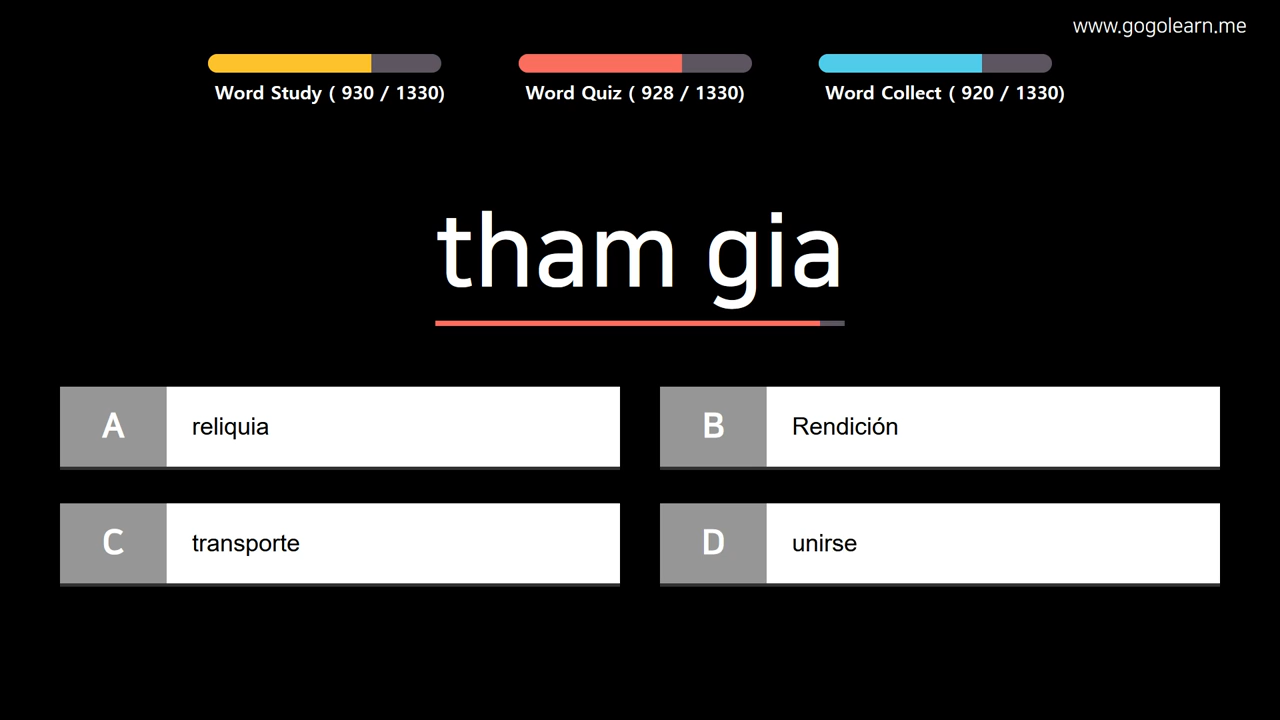 www.gogolearn.me
Word Study ( 930 / 1330)
Word Quiz ( 928 / 1330)
Word Collect ( 920 / 1330)
tham gia
A
reliquia
B
Rendición
C
transporte
D
unirse